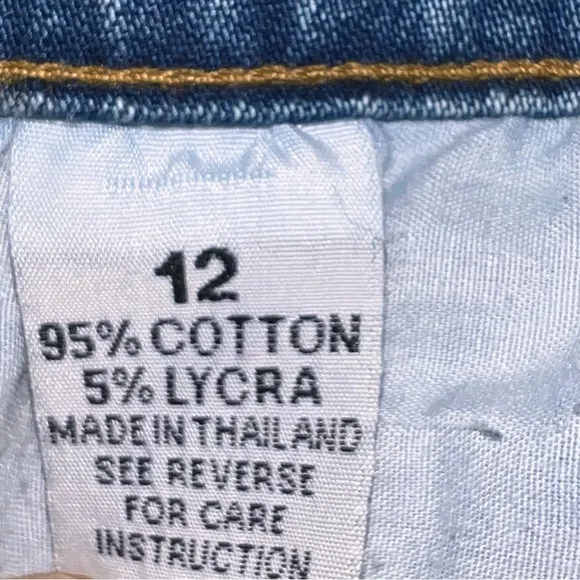 12
95% COTTON
5% LYCRA
MADE IN THAILAND
SEE REVERSE
FOR CARE
INSTRUCTION